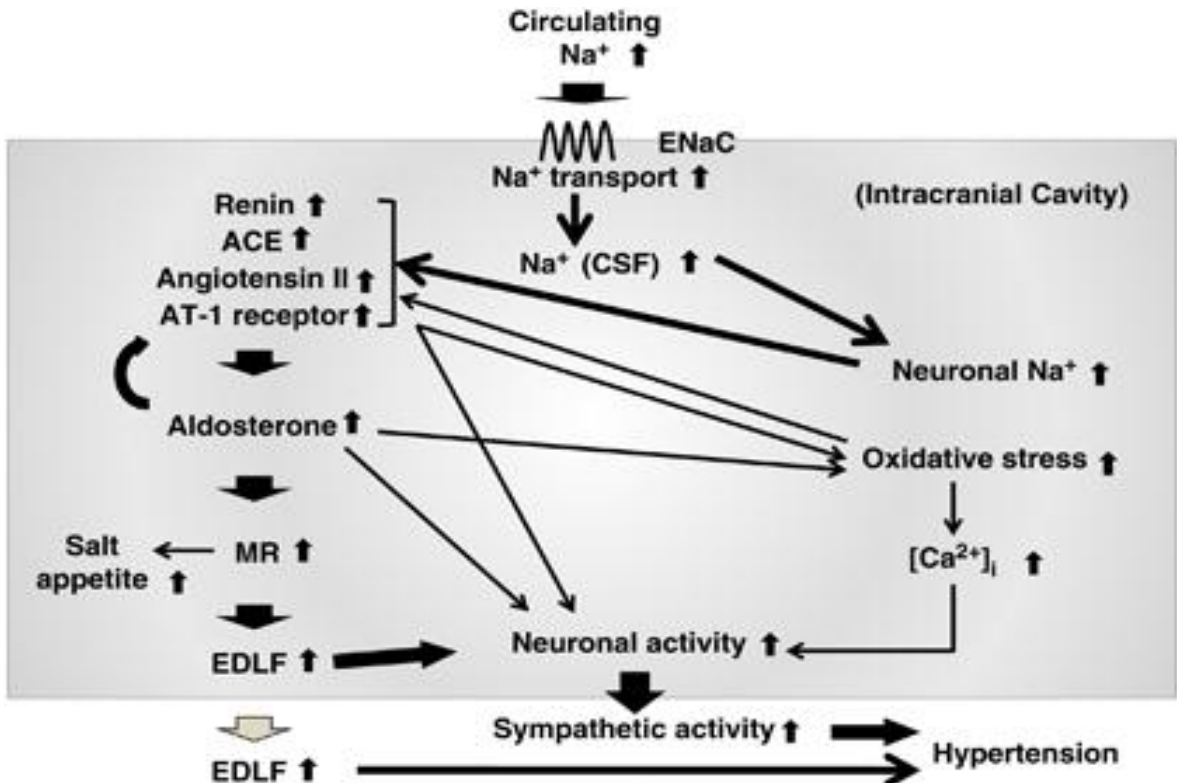 Circulating
Na⁺ ⬆
ENaC
Na⁺ transport ⬆
(Intracranial Cavity)
Renin ⬆
ACE ⬆
Angiotensin II ⬆
AT-1 receptor ⬆
Na⁺ (CSF) ⬆
Neuronal Na⁺ ⬆
Aldosterone ⬆
Oxidative stress ⬆
Salt
appetite ⬆
MR ⬆
[Ca²⁺]ᵢ ⬆
Neuronal activity ⬆
EDLF ⬆
Sympathetic activity ⬆
Hypertension
EDLF ⬆